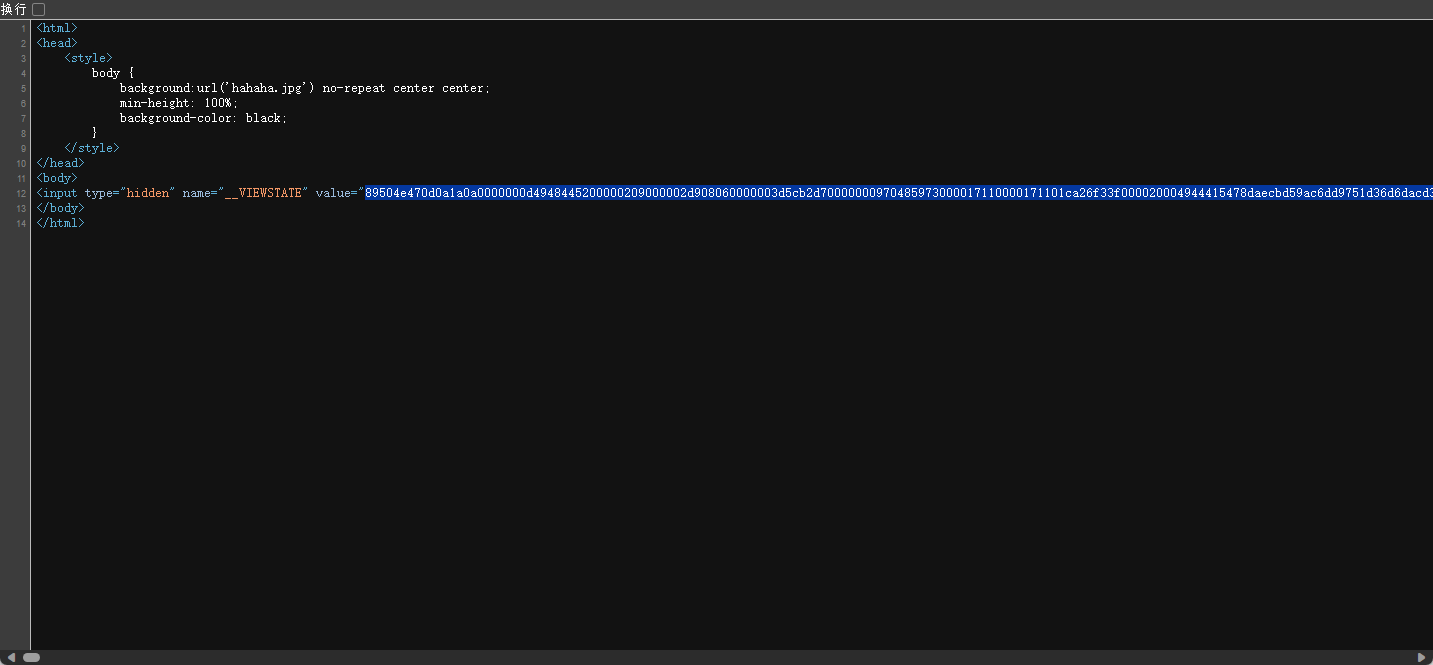 换行
1 <html>
2 <head>
3 <style>
4 body {
5 background:url('hahaha.jpg') no-repeat center center;
6 min-height: 100%;
7 background-color: black;
8 }
9 </style>
10 </head>
11 <body>
12 <input type="hidden" name="__VIEWSTATE" value="89504e470d0a1a0a0000000d4948445200000209000002d908060000003d5cb2d70000000970485973000017110000171101ca26f33f0000200049444154 78daecbd59ac6dd9751d36d6dacd3
13 </body>
14 </html>